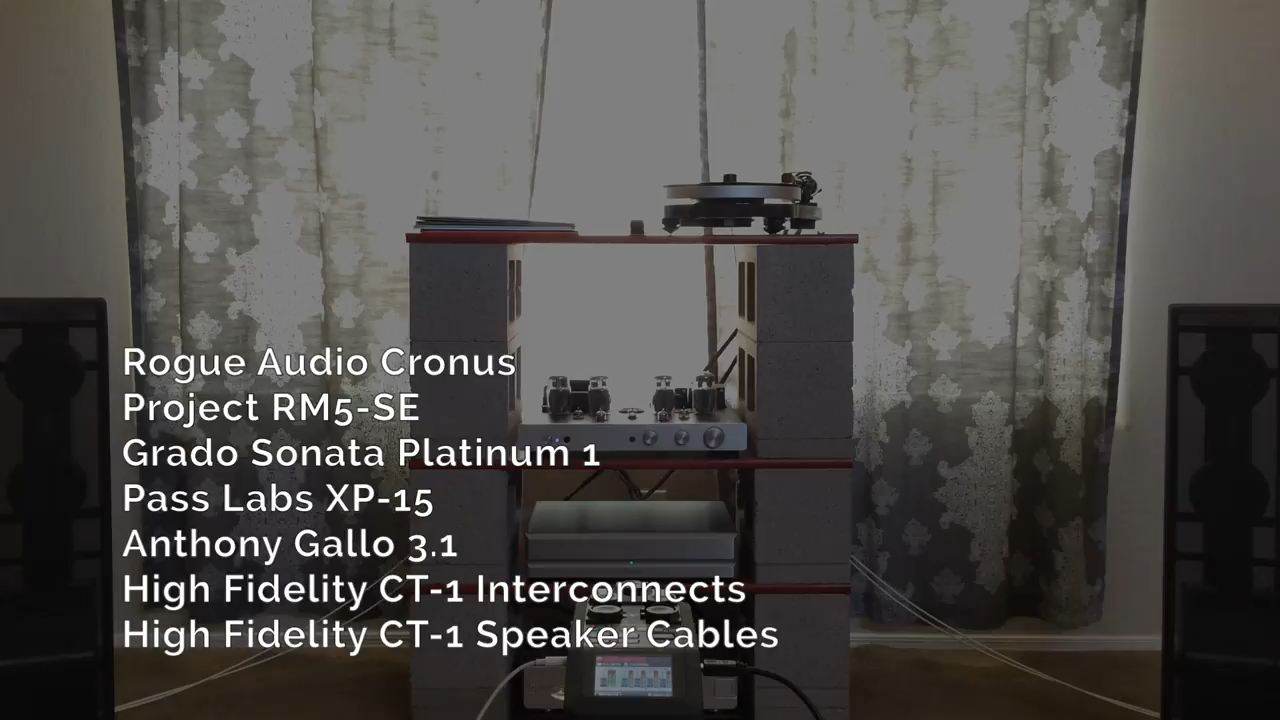 Rogue Audio Cronus
Project RM5-SE
Grado Sonata Platinum 1
Pass Labs XP-15
Anthony Gallo 3.1
High Fidelity CT-1 Interconnects
High Fidelity CT-1 Speaker Cables